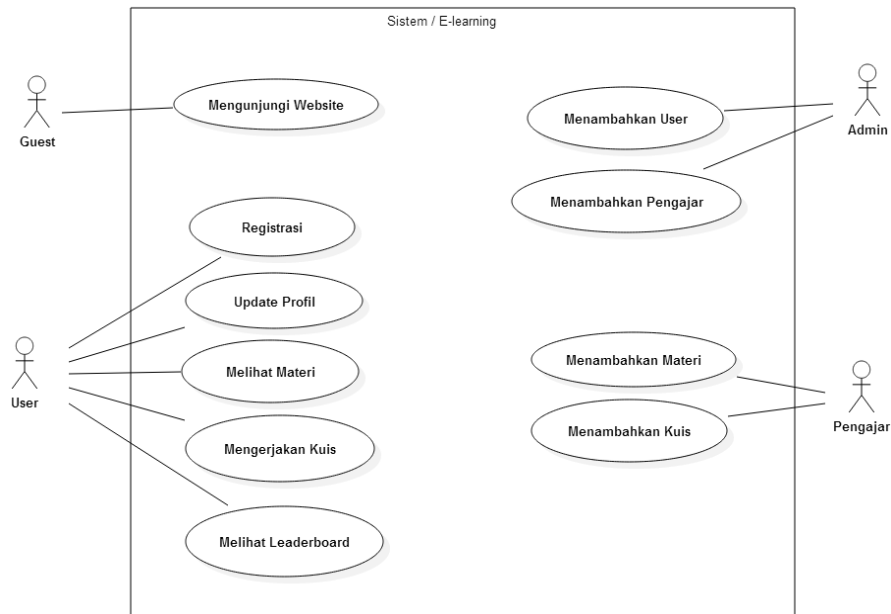 Sistem / E-learning
Mengunjungi Website
Guest
Menambahkan User
Admin
Menambahkan Pengajar
Registrasi
Update Profil
Melihat Materi
User
Mengerjakan Kuis
Melihat Leaderboard
Menambahkan Materi
Menambahkan Kuis
Pengajar